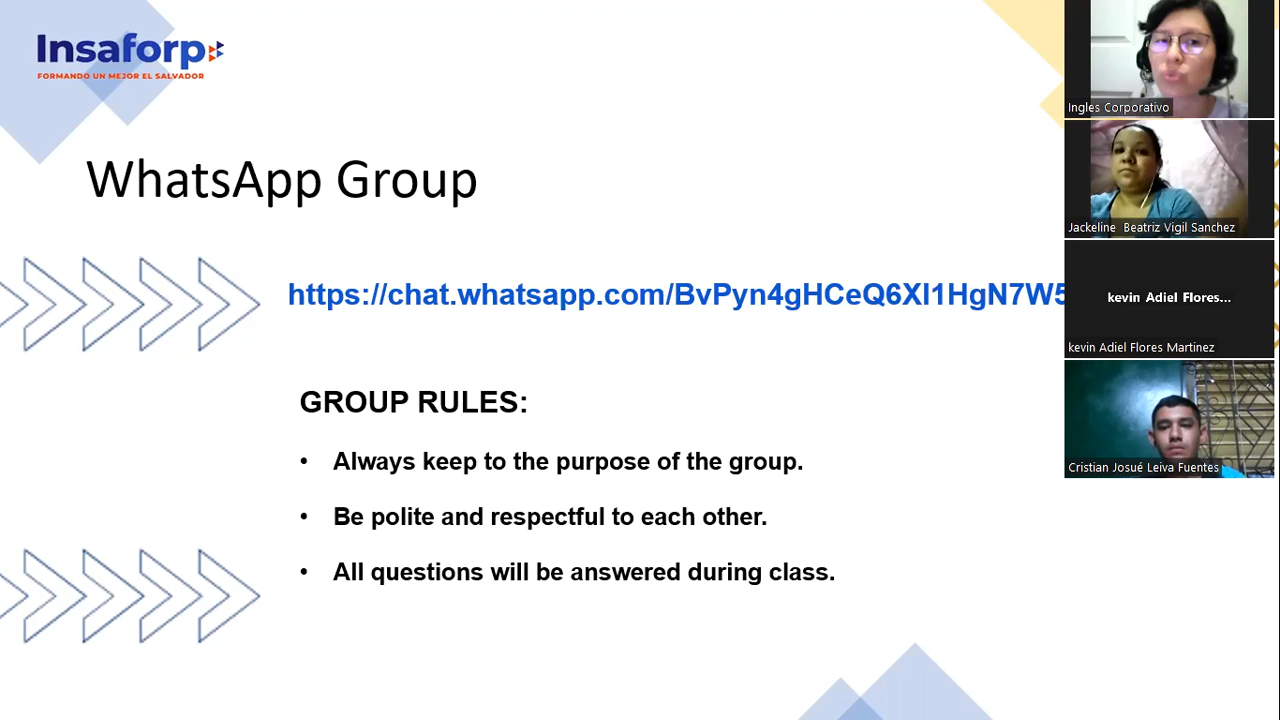 Insaforp
FORMANDO UN MEJOR EL SALVADOR
WhatsApp Group
https://chat.whatsapp.com/BvPyn4gHCeQ6XI1HgN7W5
GROUP RULES:
• Always keep to the purpose of the group.
• Be polite and respectful to each other.
• All questions will be answered during class.
Ingles Corporativo
Jackeline Beatriz Vigil Sanchez
kevin Adiel Flores...
kevin Adiel Flores Martinez
Cristian Josué Leiva Fuentes